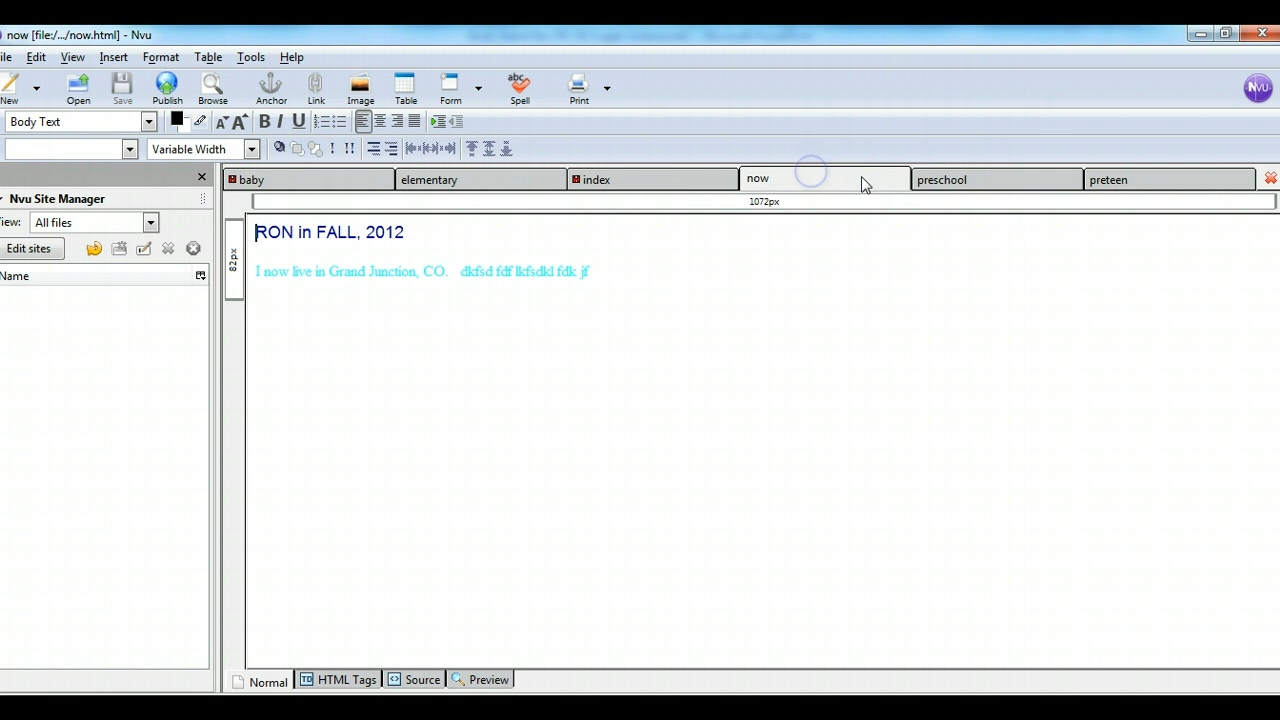 now [file:/.../now.html] - Nvu
ile Edit View Insert Format Table Tools Help
New Open Save Publish Browse Anchor Link Image Table Form Spell Print
NVU
Body Text
Variable Width
baby elementary index now preschool preteen
Nvu Site Manager
1072px
iew: All files
Edit sites
82px
Name
RON in FALL, 2012
I now live in Grand Junction, CO. dkfsd fdf lkfsdkl fdk jf
Normal HTML Tags Source Preview